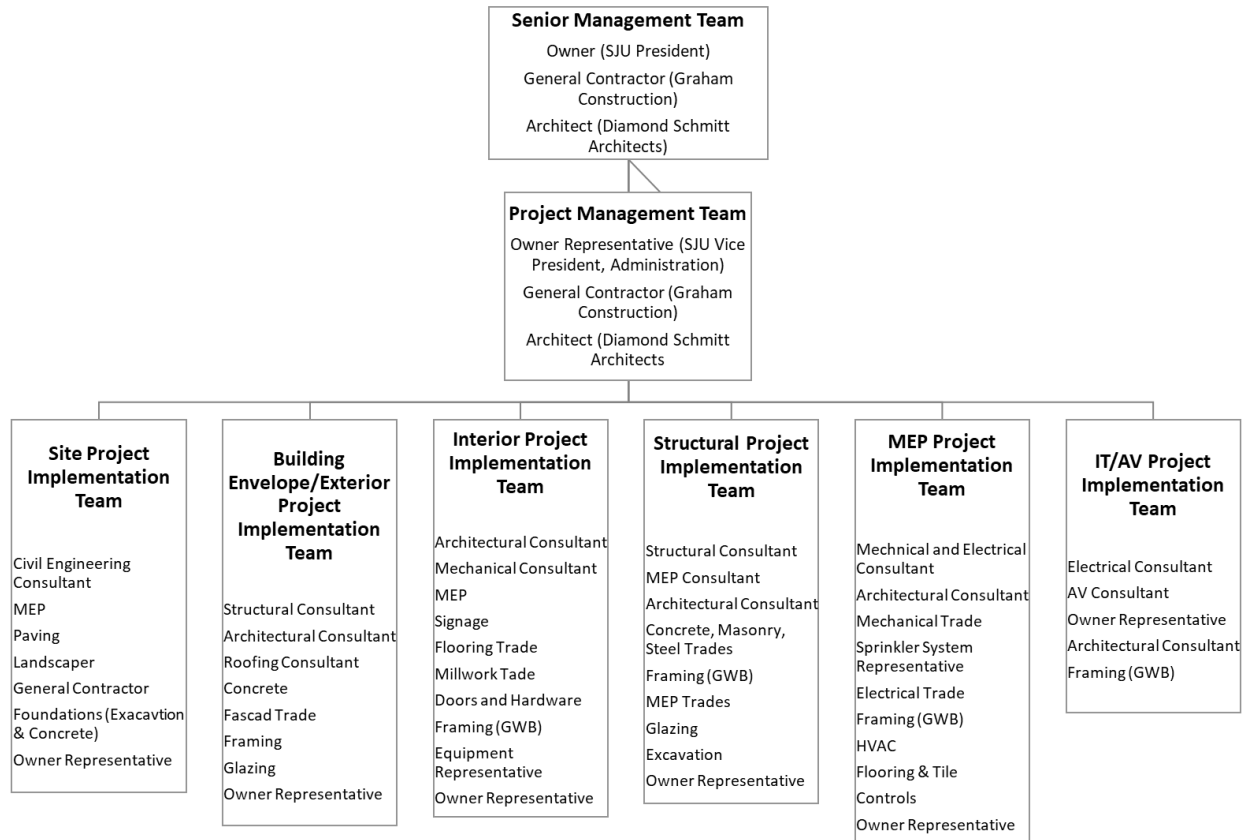 Senior Management Team
Owner (SJU President)
General Contractor (Graham
Construction)
Architect (Diamond Schmitt
Architects)
Project Management Team
Owner Representative (SJU Vice
President, Administration)
General Contractor (Graham
Construction)
Architect (Diamond Schmitt
Architects
Site Project
Implementation
Team
Civil Engineering
Consultant
MEP
Paving
Landscaper
General Contractor
Foundations (Exacavtion
& Concrete)
Owner Representative
Building
Envelope/Exterior
Project
Implementation
Team
Structural Consultant
Architectural Consultant
Roofing Consultant
Concrete
Fascad Trade
Framing
Glazing
Owner Representative
Interior Project
Implementation
Team
Architectural Consultant
Mechanical Consultant
MEP
Signage
Flooring Trade
Millwork Tade
Doors and Hardware
Framing (GWB)
Equipment
Representative
Owner Representative
Structural Project
Implementation
Team
Structural Consultant
MEP Consultant
Architectural Consultant
Concrete, Masonry,
Steel Trades
Framing (GWB)
MEP Trades
Glazing
Excavation
Owner Representative
MEP Project
Implementation
Team
Mechnical and Electrical
Consultant
Architectural Consultant
Mechanical Trade
Sprinkler System
Representative
Electrical Trade
Framing (GWB)
HVAC
Flooring & Tile
Controls
Owner Representative
IT/AV Project
Implementation
Team
Electrical Consultant
AV Consultant
Owner Representative
Architectural Consultant
Framing (GWB)